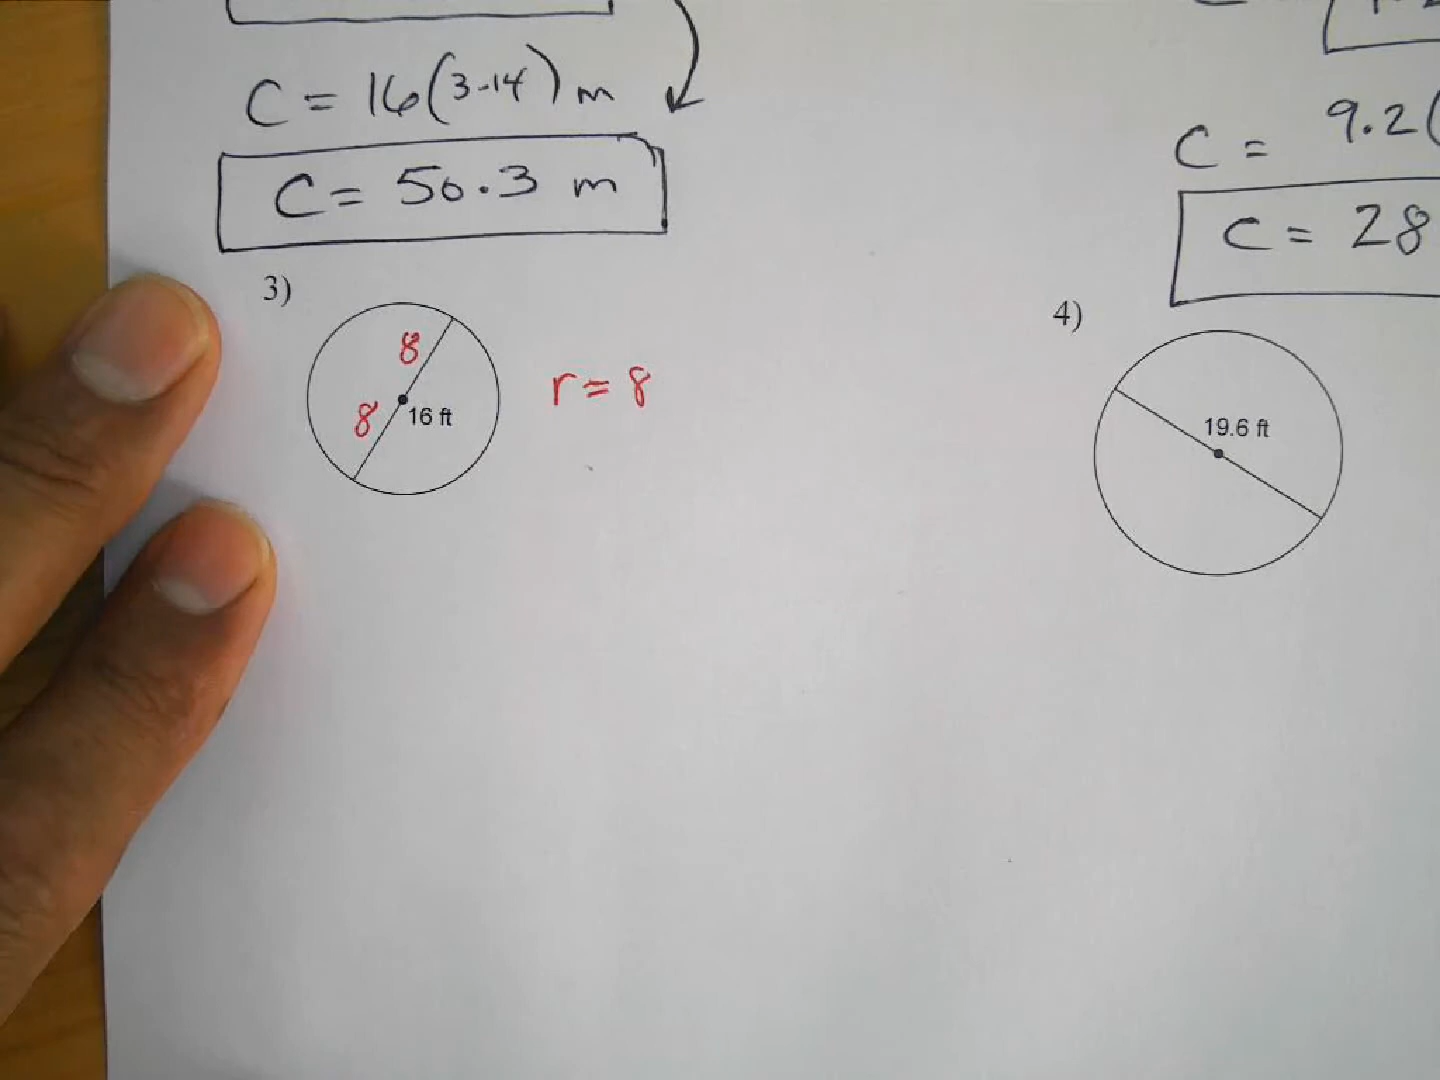 C = 16(3.14) m
C = 50.3 m
3)
8
8
16 ft
r = 8
C = 9.2(
C = 28
4)
19.6 ft